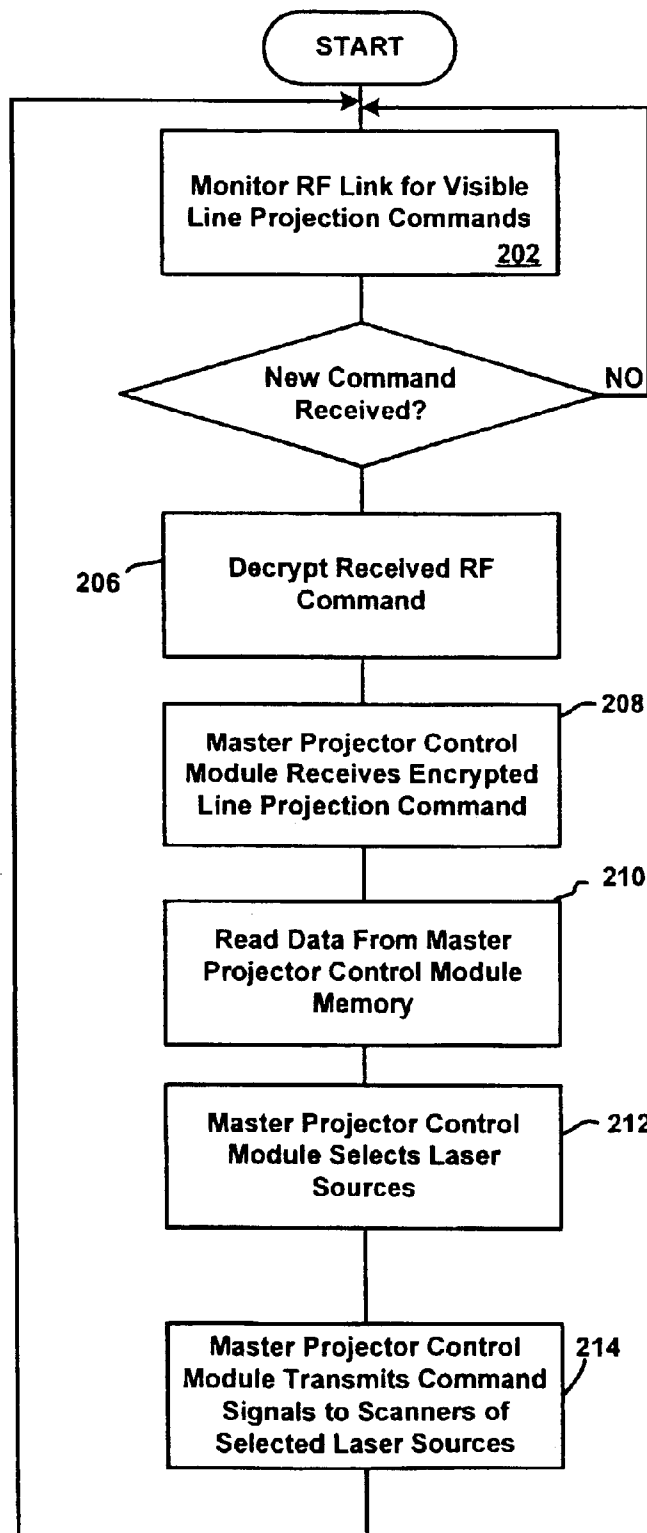 START
Monitor RF Link for Visible
Line Projection Commands
202
New Command
Received?
NO
206
Decrypt Received RF
Command
208
Master Projector Control
Module Receives Encrypted
Line Projection Command
210
Read Data From Master
Projector Control Module
Memory
212
Master Projector Control
Module Selects Laser
Sources
214
Master Projector Control
Module Transmits Command
Signals to Scanners of
Selected Laser Sources